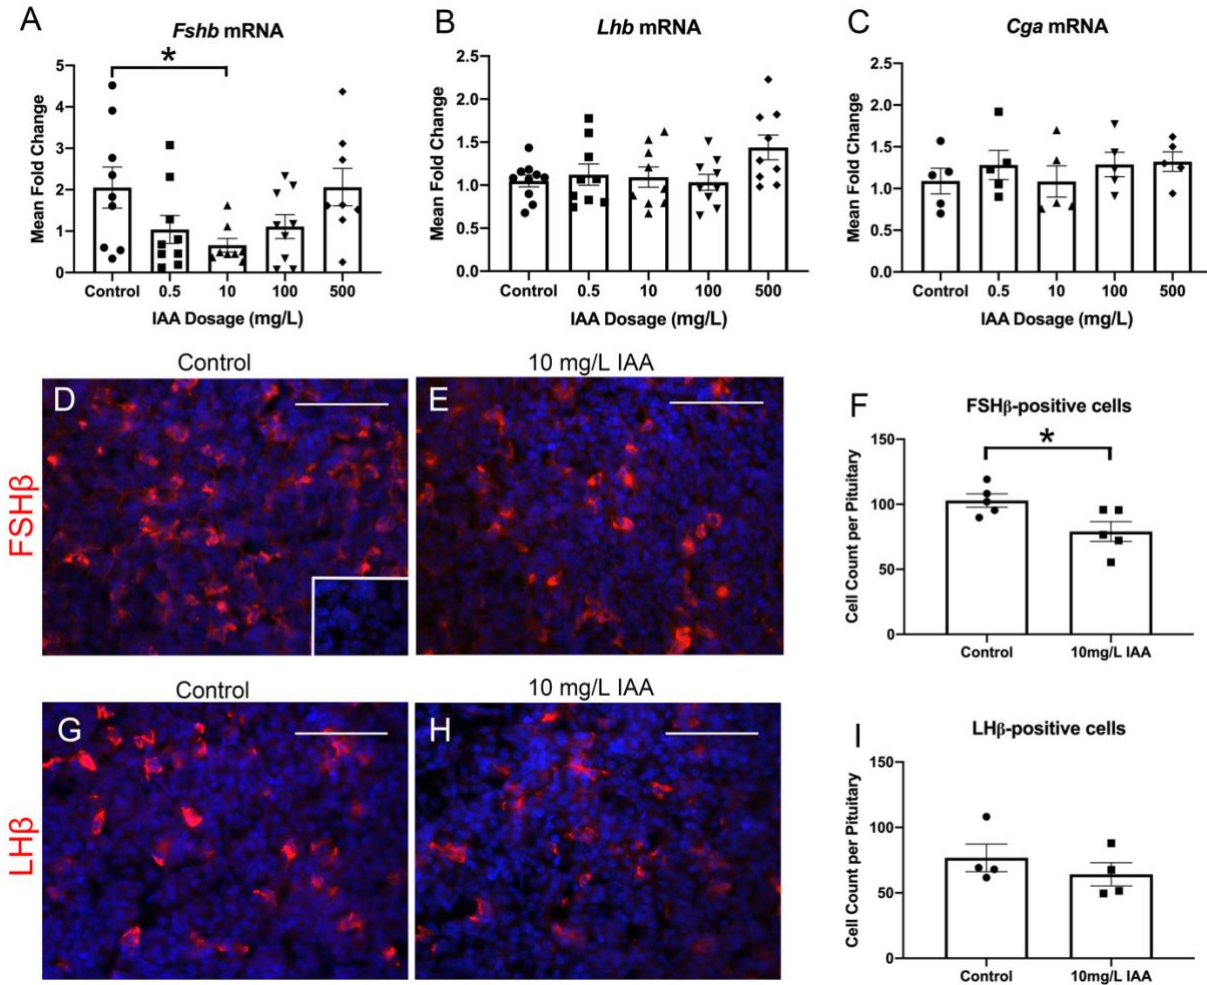 A
Fshb mRNA
*
Mean Fold Change
5
4
3
2
1
0
Control 0.5 10 100 500
IAA Dosage (mg/L)
B
Lhb mRNA
Mean Fold Change
2.5
2.0
1.5
1.0
0.5
0.0
Control 0.5 10 100 500
IAA Dosage (mg/L)
C
Cga mRNA
Mean Fold Change
2.5
2.0
1.5
1.0
0.5
0.0
Control 0.5 10 100 500
IAA Dosage (mg/L)
FSHβ
Control
D
10 mg/L IAA
E
F
FSHβ-positive cells
*
Cell Count per Pituitary
150
100
50
0
Control 10mg/L IAA
LHβ
Control
G
10 mg/L IAA
H
I
LHβ-positive cells
Cell Count per Pituitary
150
100
50
0
Control 10mg/L IAA